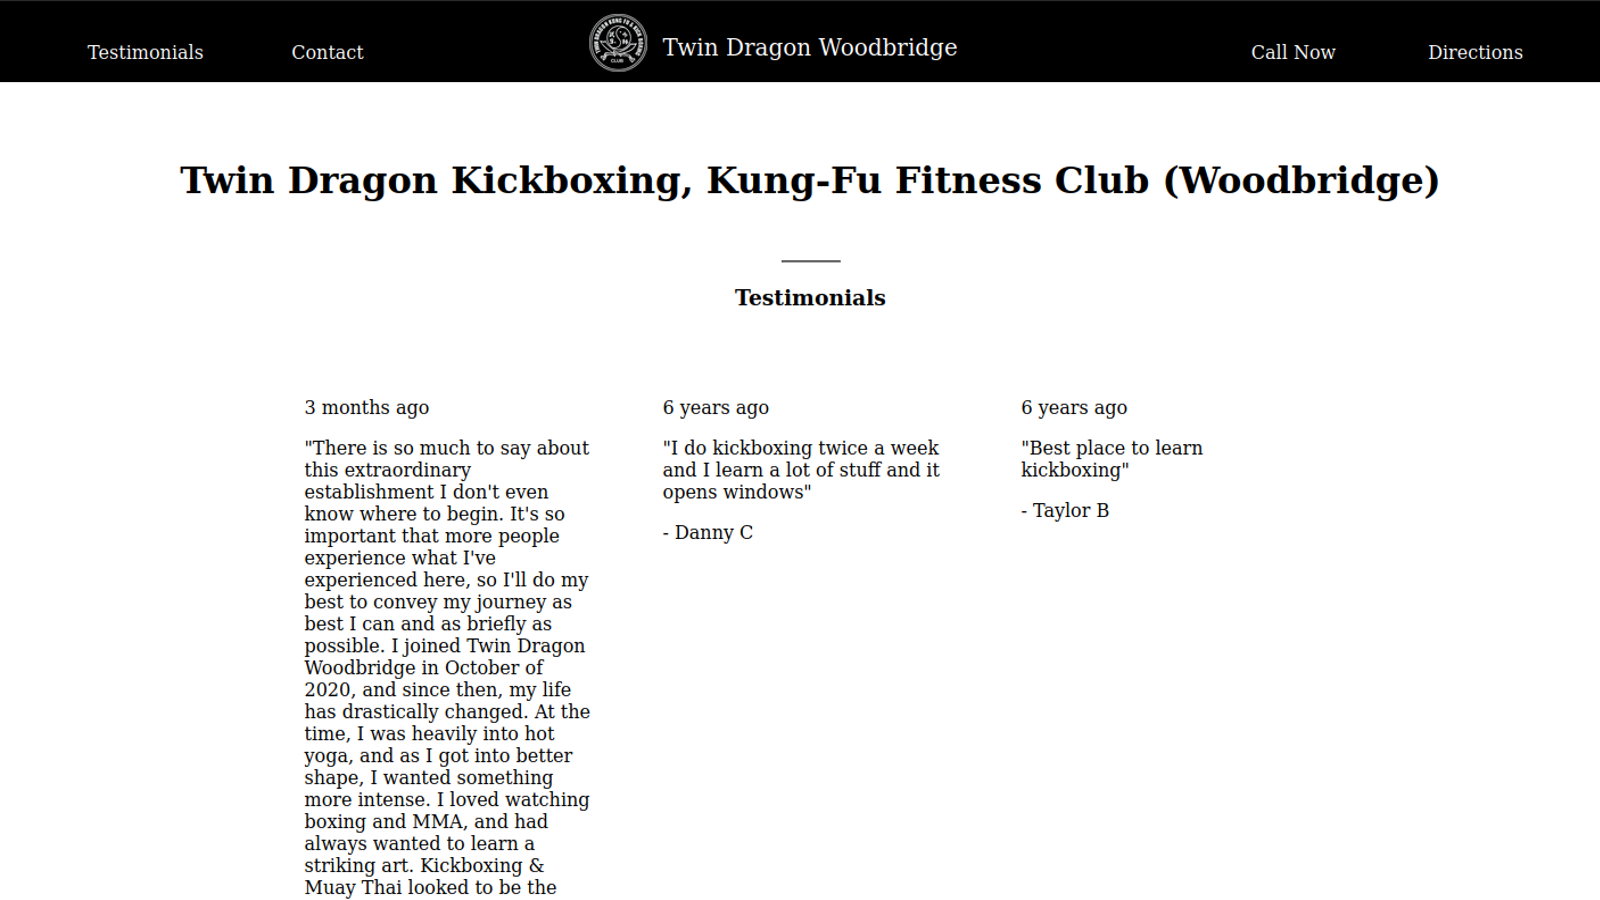 Testimonials
Contact
TWIN DRAGON KUNG FU & KICK BOXING
CLUB
Twin Dragon Woodbridge
Call Now
Directions
Twin Dragon Kickboxing, Kung-Fu Fitness Club (Woodbridge)
Testimonials
3 months ago
"There is so much to say about
this extraordinary
establishment I don't even
know where to begin. It's so
important that more people
experience what I've
experienced here, so I'll do my
best to convey my journey as
best I can and as briefly as
possible. I joined Twin Dragon
Woodbridge in October of
2020, and since then, my life
has drastically changed. At the
time, I was heavily into hot
yoga, and as I got into better
shape, I wanted something
more intense. I loved watching
boxing and MMA, and had
always wanted to learn a
striking art. Kickboxing &
Muay Thai looked to be the
6 years ago
"I do kickboxing twice a week
and I learn a lot of stuff and it
opens windows"
- Danny C
6 years ago
"Best place to learn
kickboxing"
- Taylor B